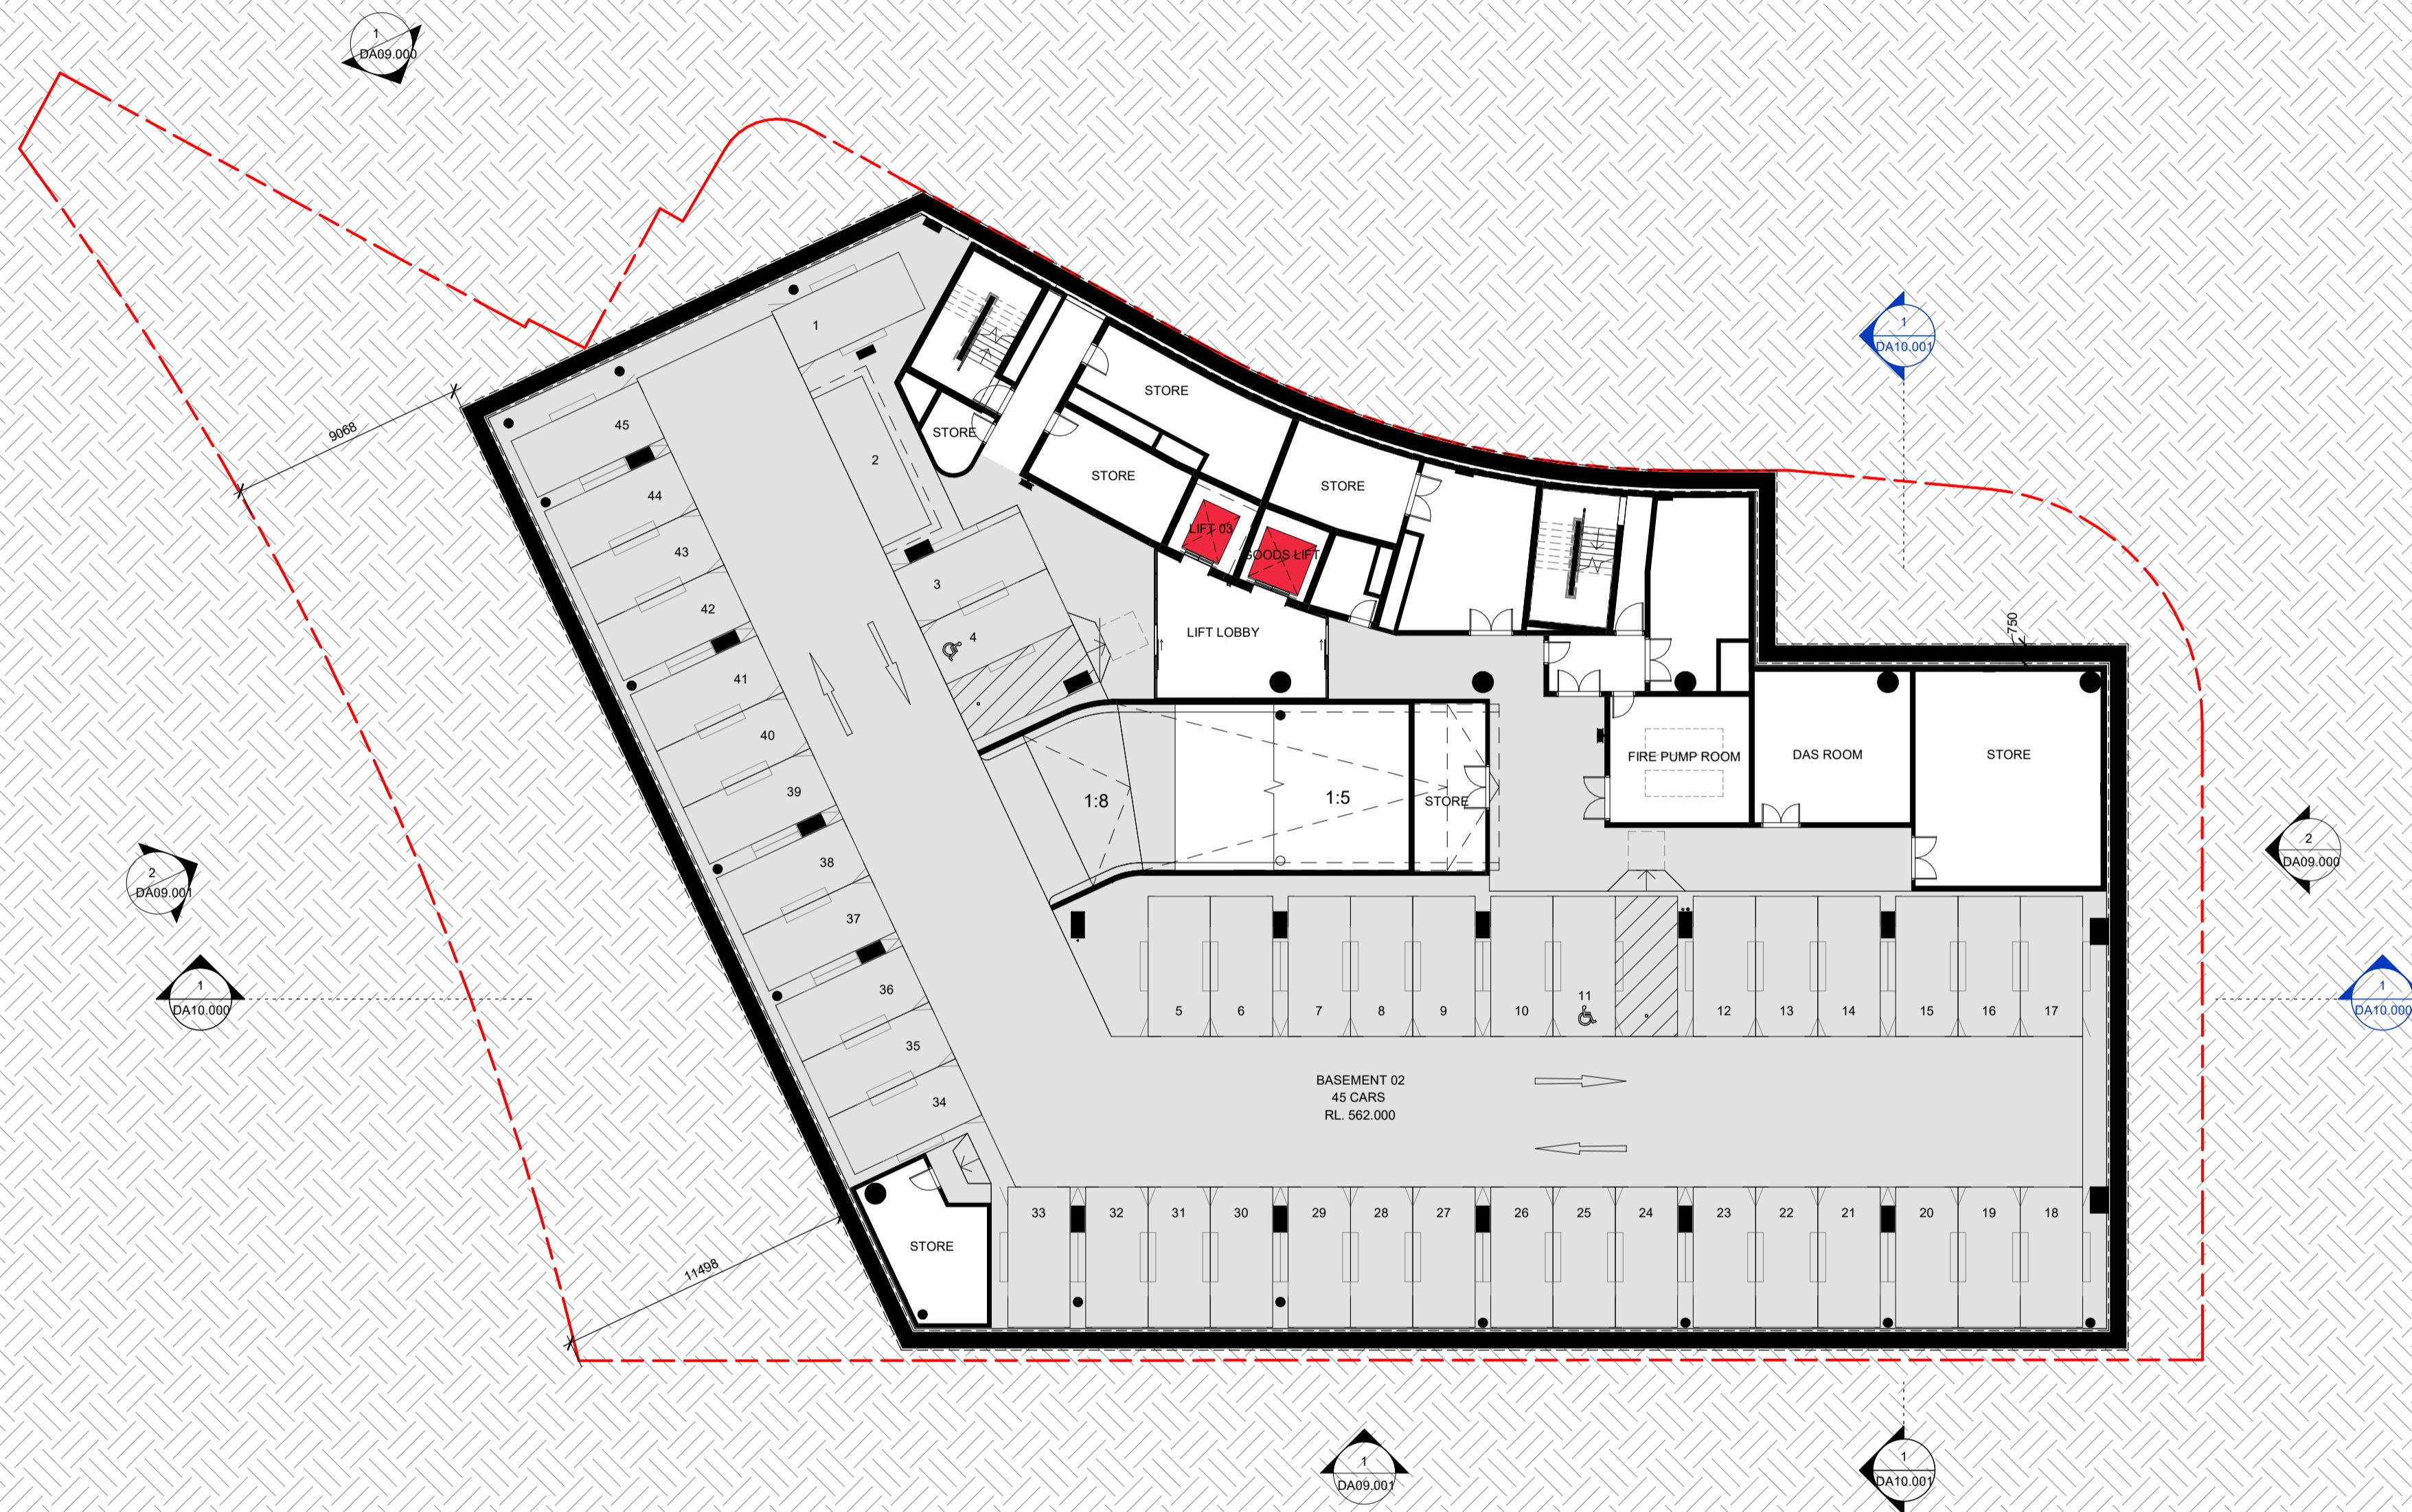 1
DA09.000
1
DA10.001
9068
1
45
2
STORE
STORE
STORE
STORE
44
LIFT 03
GOODS LIFT
43
3
42
4
LIFT LOBBY
750
41
40
FIRE PUMP ROOM
DAS ROOM
STORE
39
1:8
1:5
STORE
38
2
DA09.001
2
DA09.000
37
36
1
DA10.000
1
DA10.000
11
5
6
7
8
9
10
12
13
14
15
16
17
35
34
BASEMENT 02
45 CARS
RL. 562.000
33
32
31
30
29
28
27
26
25
24
23
22
21
20
19
18
STORE
11498
1
DA09.001
1
DA10.001